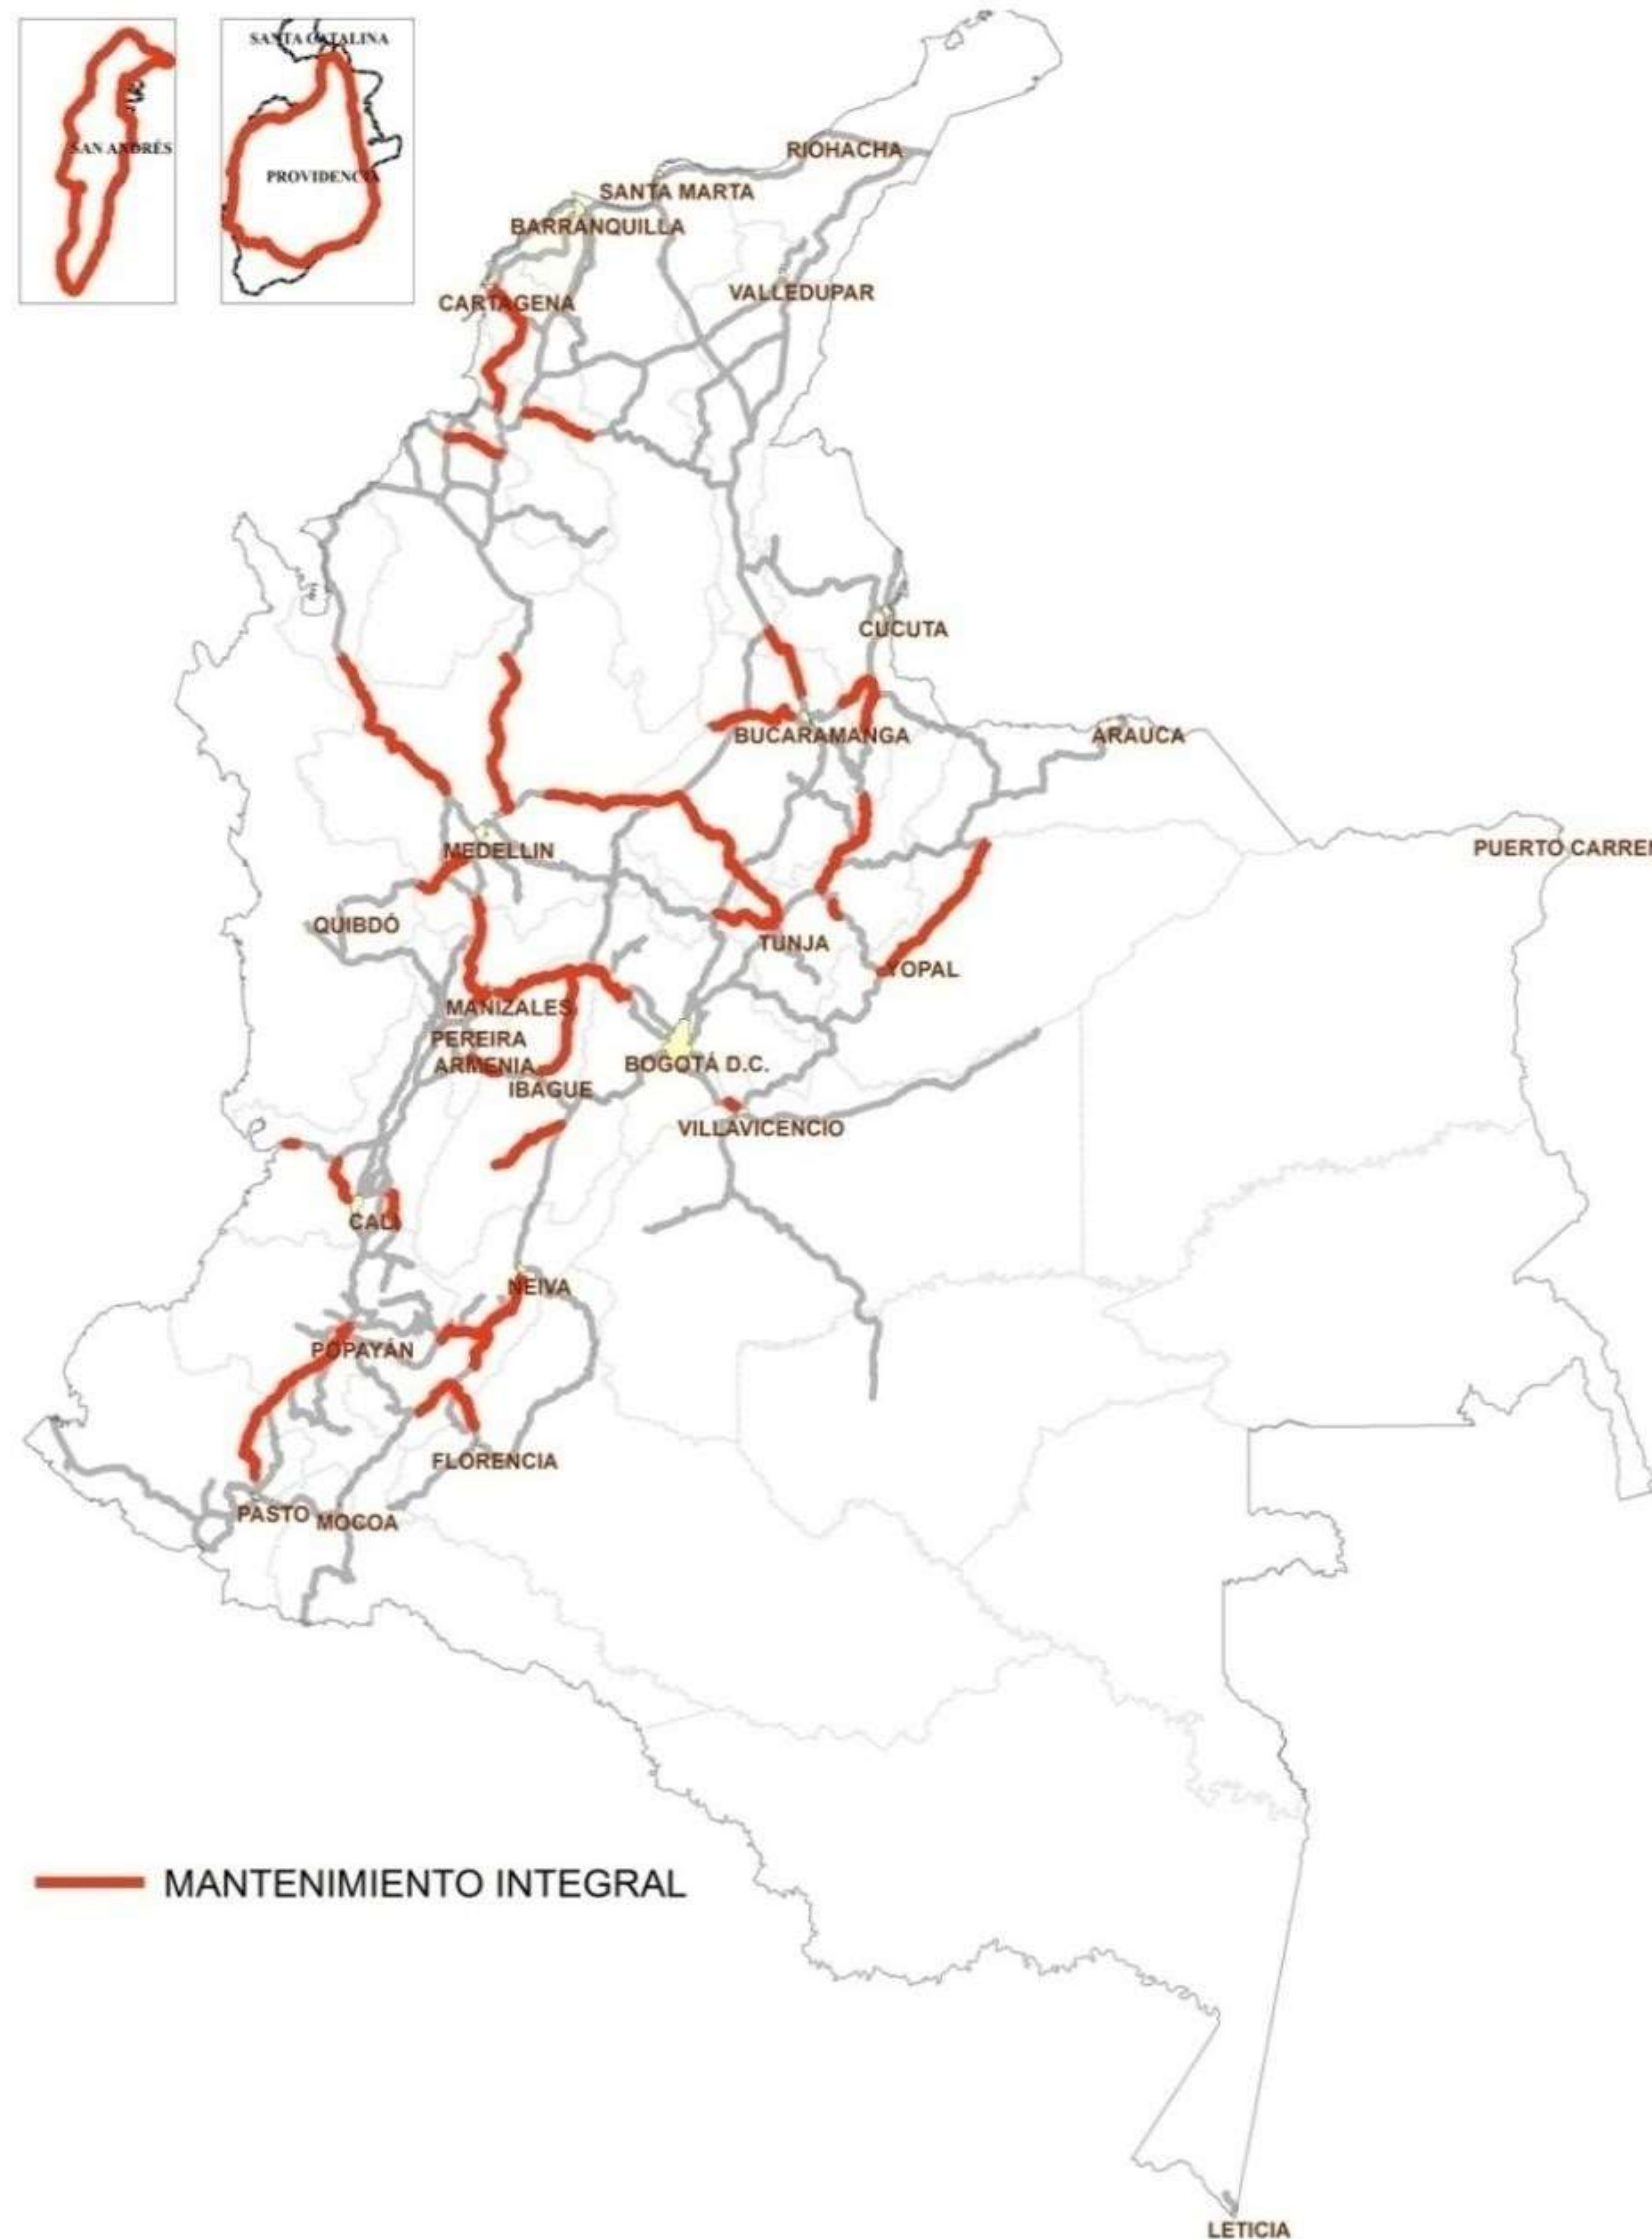 SANTA CATALINA
SAN ANDRÉS
PROVIDENCIA
RIOHACHA
SANTA MARTA
BARRANQUILLA
CARTAGENA
VALLEDUPAR
CUCUTA
BUCARAMANGA
ARAUCA
MEDELLIN
PUERTO CARRE
QUIBDÓ
TUNJA
YOPAL
MANIZALES
PEREIRA
ARMENIA
BOGOTÁ D.C.
IBAGUE
VILLAVICENCIO
CALI
NEIVA
POPAYÁN
FLORENCIA
PASTO
MOCOA
MANTENIMIENTO INTEGRAL
LETICIA